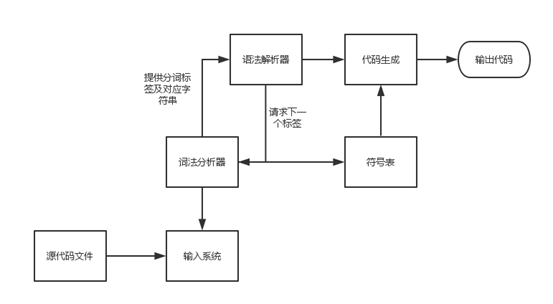 语法解析器
代码生成
输出代码
提供分词标
签及对应字
符串
请求下一
个标签
词法分析器
符号表
源代码文件
输入系统